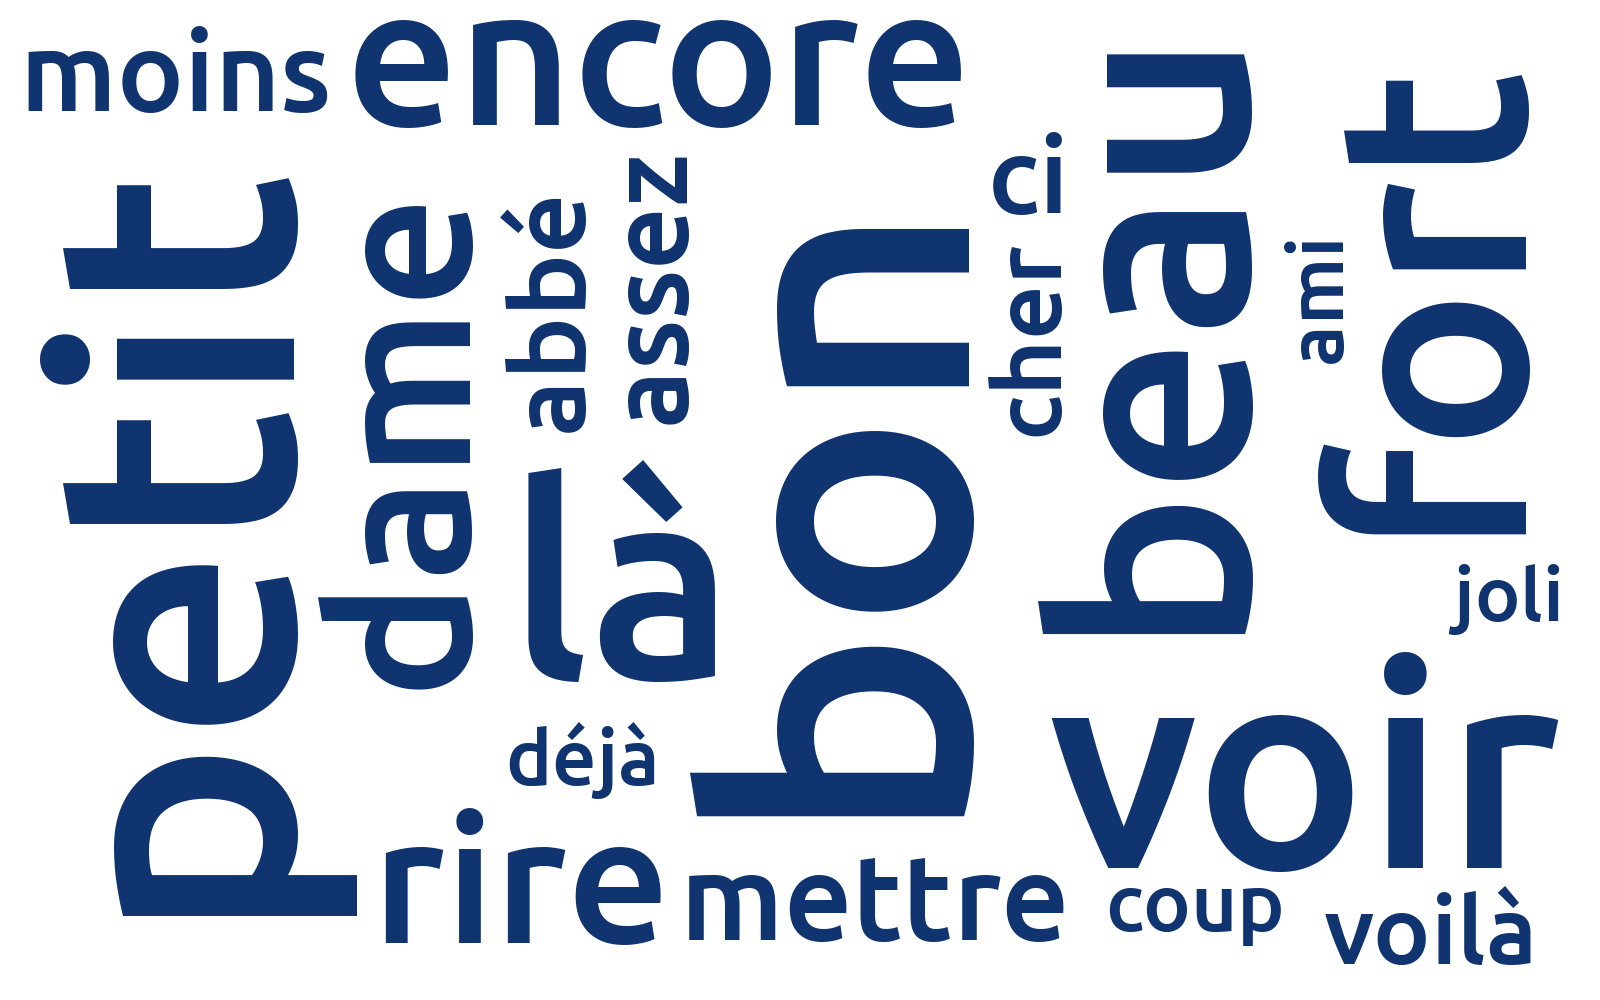 moins
encore
petit
dame
abbé
assez
là
bon
cher
ci
beau
ami
fort
joli
déjà
voir
rire
mettre
coup
voilà